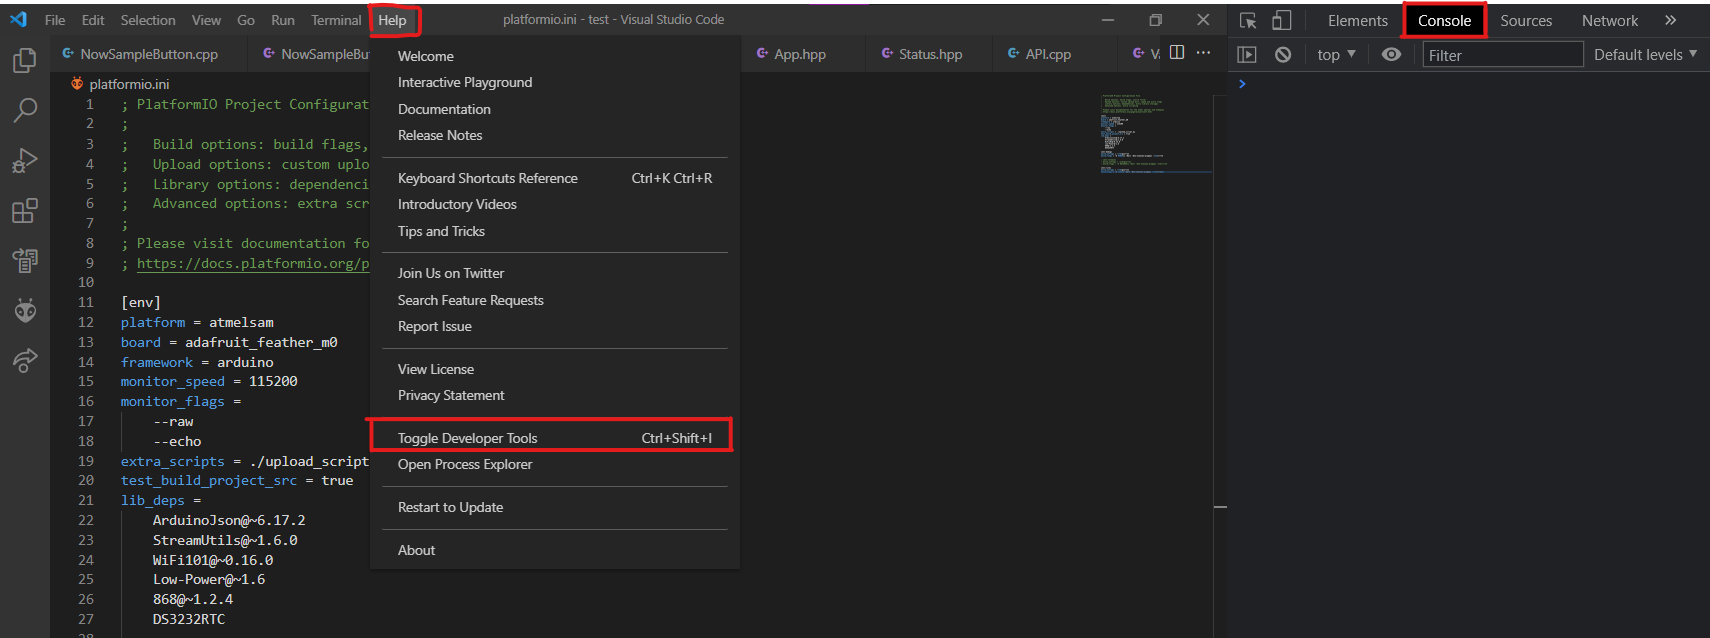 File Edit Selection View Go Run Terminal Help platformio.ini - test - Visual Studio Code
Elements Console Sources Network »
NowSampleButton.cpp NowSampleBu App.hpp Status.hpp API.cpp
top Filter Default levels
platformio.ini
1 ; PlatformIO Project Configurat
2 ;
3 ; Build options: build flags,
4 ; Upload options: custom uplo
5 ; Library options: dependenci
6 ; Advanced options: extra scr
7 ;
8 ; Please visit documentation fo
9 ; https://docs.platformio.org/p
10
11 [env]
12 platform = atmelsam
13 board = adafruit_feather_m0
14 framework = arduino
15 monitor_speed = 115200
16 monitor_flags =
17 --raw
18 --echo
19 extra_scripts = ./upload_script
20 test_build_project_src = true
21 lib_deps =
22 ArduinoJson@~6.17.2
23 StreamUtils@~1.6.0
24 WiFi101@~0.16.0
25 Low-Power@~1.6
26 868@~1.2.4
27 DS3232RTC
28
Welcome
Interactive Playground
Documentation
Release Notes
Keyboard Shortcuts Reference Ctrl+K Ctrl+R
Introductory Videos
Tips and Tricks
Join Us on Twitter
Search Feature Requests
Report Issue
View License
Privacy Statement
Toggle Developer Tools Ctrl+Shift+I
Open Process Explorer
Restart to Update
About